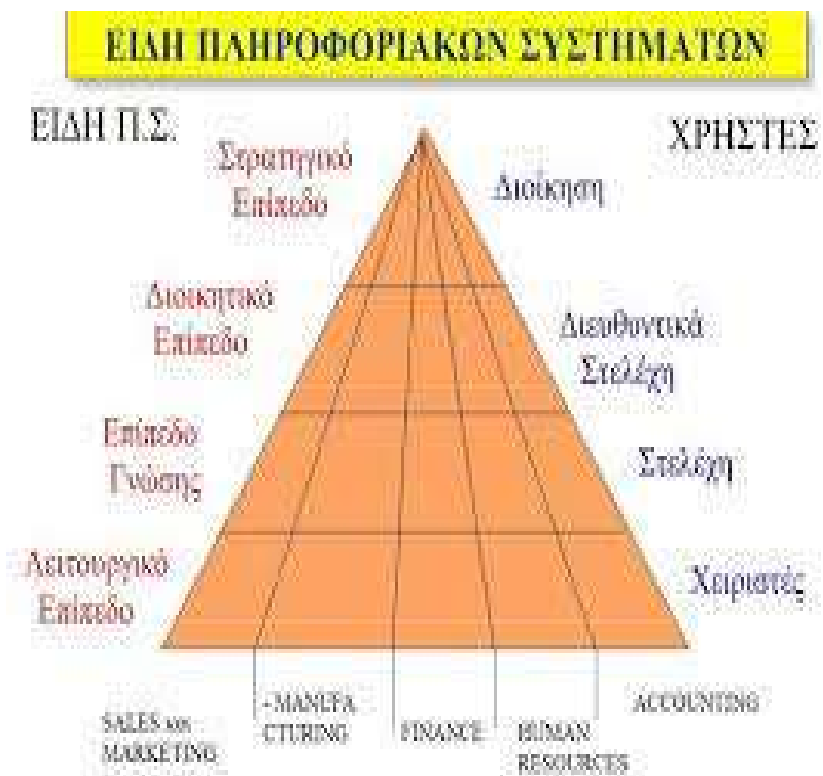 ΕΙΔΗ ΠΛΗΡΟΦΟΡΙΑΚΩΝ ΣΥΣΤΗΜΑΤΩΝ
ΕΙΔΗ Π.Σ.
ΧΡΗΣΤΕΣ
Στρατηγικό
Επίπεδο
Διοίκηση
Διοικητικό
Επίπεδο
Διευθυντικά
Στελέχη
Επίπεδο
Γνώσης
Στελέχη
Λειτουργικό
Επίπεδο
Χειριστές
SALES και
MARKETING
-MANUFA
CTURING
FINANCE
HUMAN
RESOURCES
ACCOUNTING